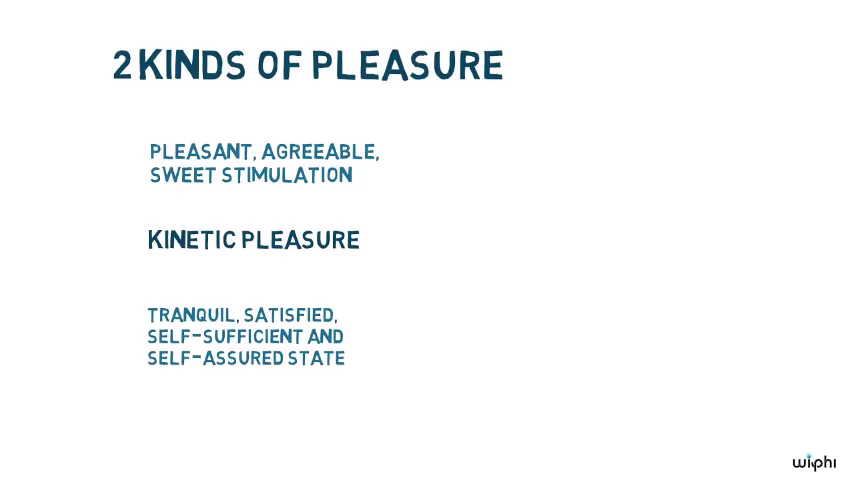 2 KINDS OF PLEASURE
PLEASANT, AGREEABLE,
SWEET STIMULATION
KINETIC PLEASURE
TRANQUIL, SATISFIED,
SELF-SUFFICIENT AND
SELF-ASSURED STATE
wiphi